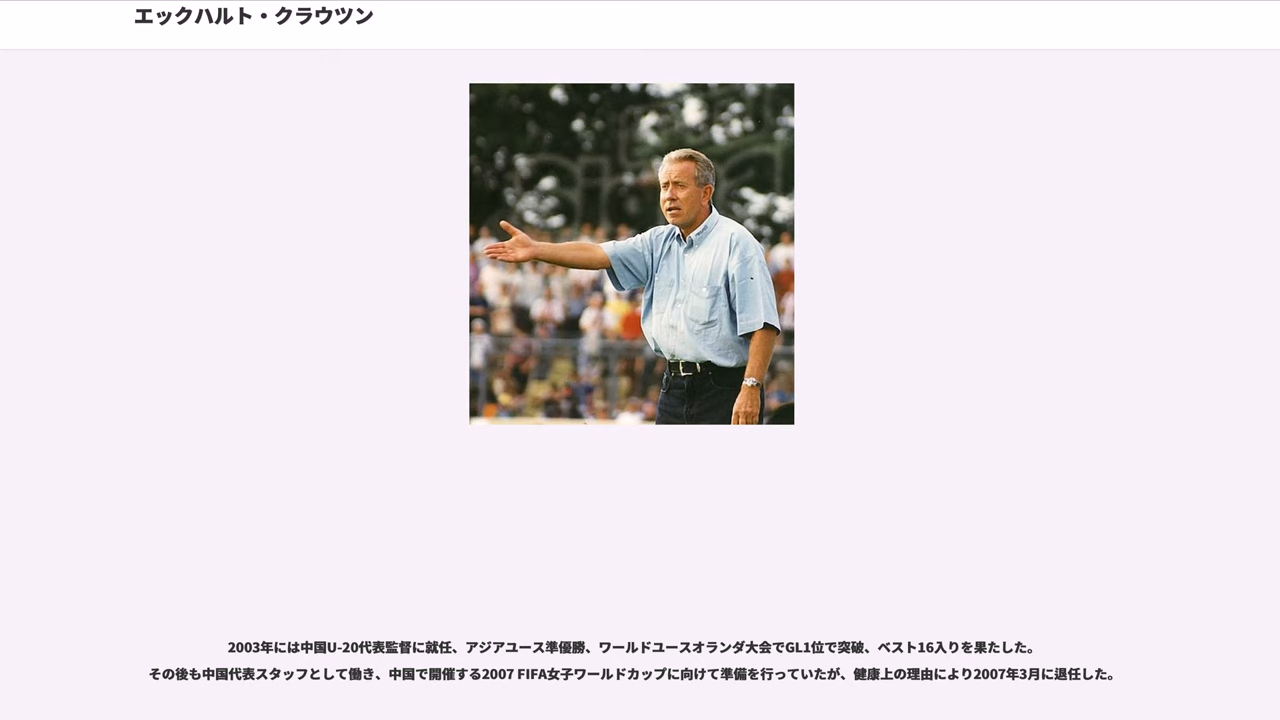 エックハルト・クラウツン
2003年には中国U-20代表監督に就任、アジアユース準優勝、ワールドユースオランダ大会でGL1位で突破、ベスト16入りを果たした。
その後も中国代表スタッフとして働き、中国で開催する2007 FIFA女子ワールドカップに向けて準備を行っていたが、健康上の理由により2007年3月に退任した。